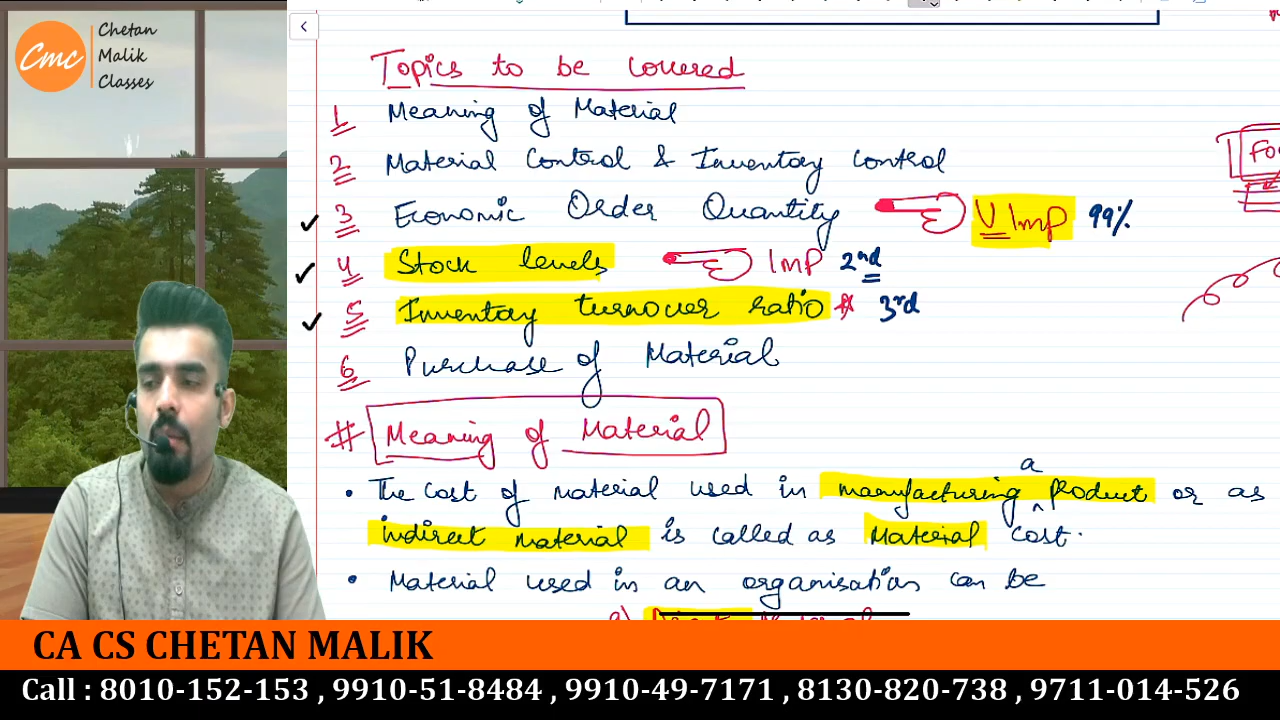 Cmc
Chetan
Malik
Classes
Topics to be covered
1 Meaning of Material
2 Material Control & Inventory control
✓ 3 Economic Order Quantity V Imp 99%
✓ 4 Stock levels Imp 2nd
✓ 5 Inventory turnover ratio * 3rd
6 Purchase of Material
# Meaning of Material
• The cost of material used in manufacturing a product or as
indirect material is called as Material cost.
• Material used in an organisation can be
a) Direct Material
CA CS CHETAN MALIK
Call : 8010-152-153 , 9910-51-8484 , 9910-49-7171 , 8130-820-738 , 9711-014-526